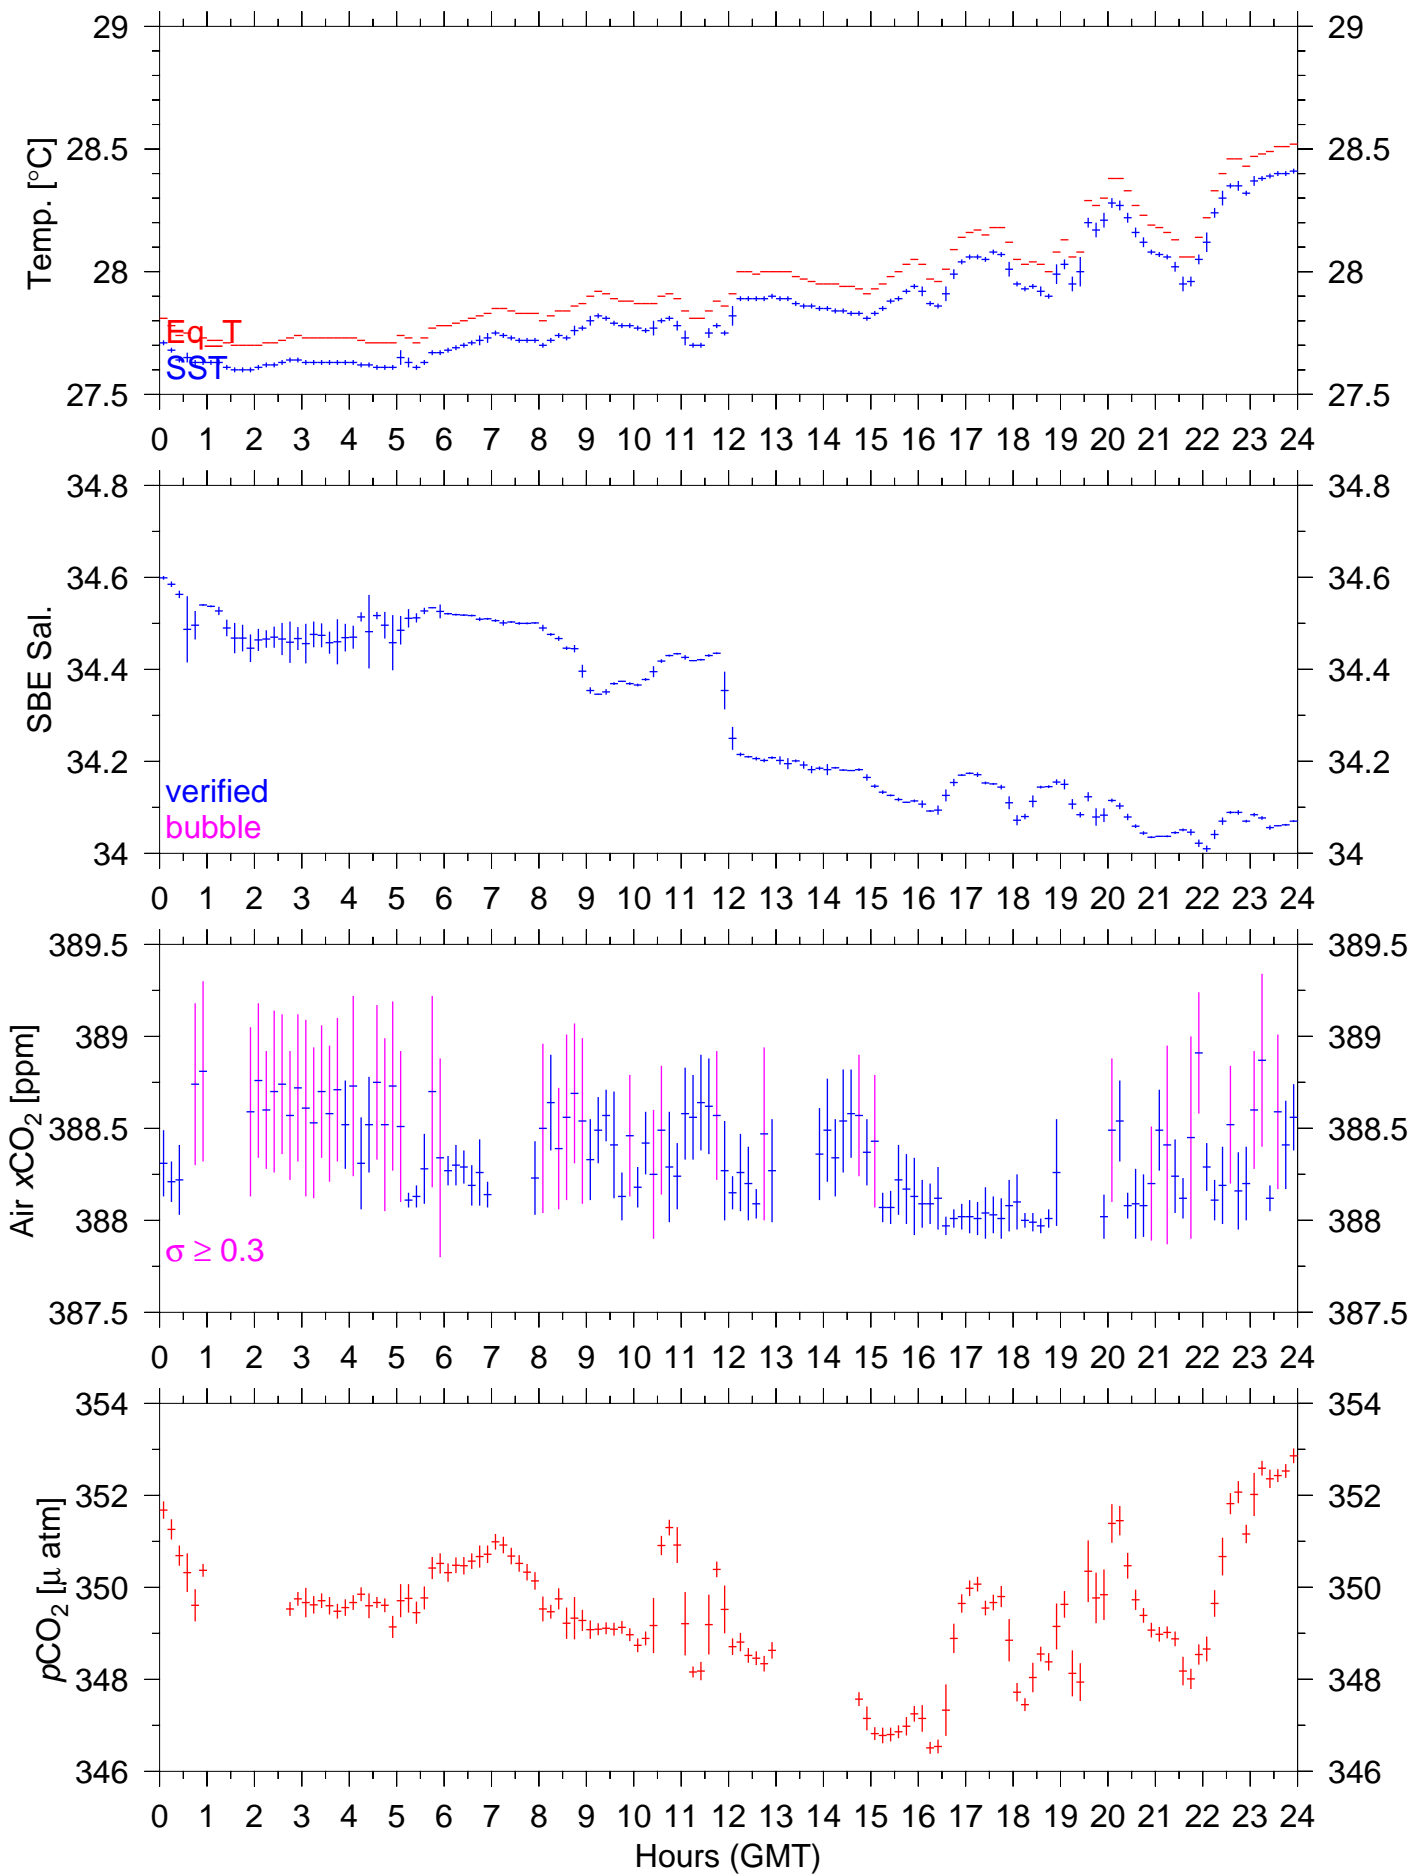 29 29
28.5 28.5
28 28
27.5 27.5
Temp. [°C]
Eq_T
SST
0 1 2 3 4 5 6 7 8 9 10 11 12 13 14 15 16 17 18 19 20 21 22 23 24
34.8 34.8
34.6 34.6
34.4 34.4
34.2 34.2
34 34
SBE Sal.
verified
bubble
0 1 2 3 4 5 6 7 8 9 10 11 12 13 14 15 16 17 18 19 20 21 22 23 24
389.5 389.5
389 389
388.5 388.5
388 388
387.5 387.5
Air xCO₂ [ppm]
σ ≥ 0.3
0 1 2 3 4 5 6 7 8 9 10 11 12 13 14 15 16 17 18 19 20 21 22 23 24
354 354
352 352
350 350
348 348
346 346
pCO₂ [μ atm]
0 1 2 3 4 5 6 7 8 9 10 11 12 13 14 15 16 17 18 19 20 21 22 23 24
Hours (GMT)